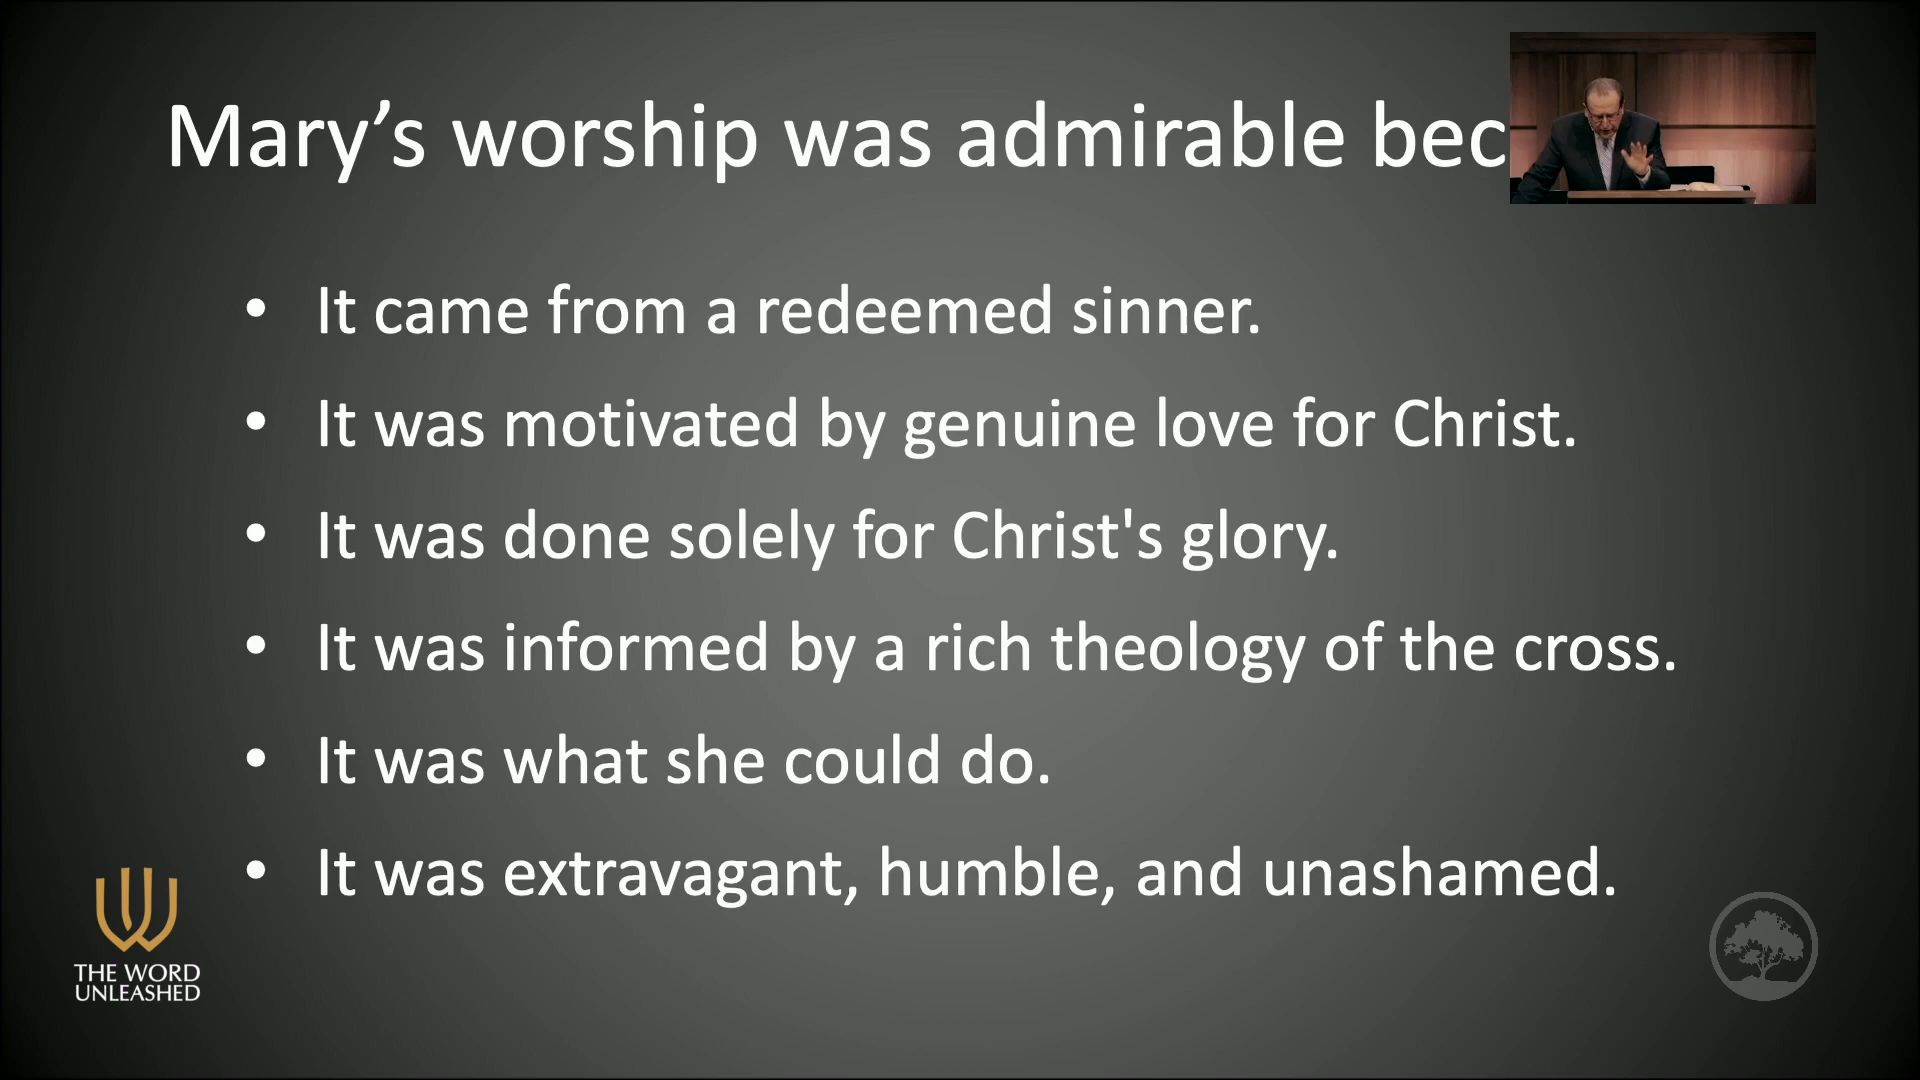 Mary’s worship was admirable bec
• It came from a redeemed sinner.
• It was motivated by genuine love for Christ.
• It was done solely for Christ's glory.
• It was informed by a rich theology of the cross.
• It was what she could do.
• It was extravagant, humble, and unashamed.
THE WORD
UNLEASHED